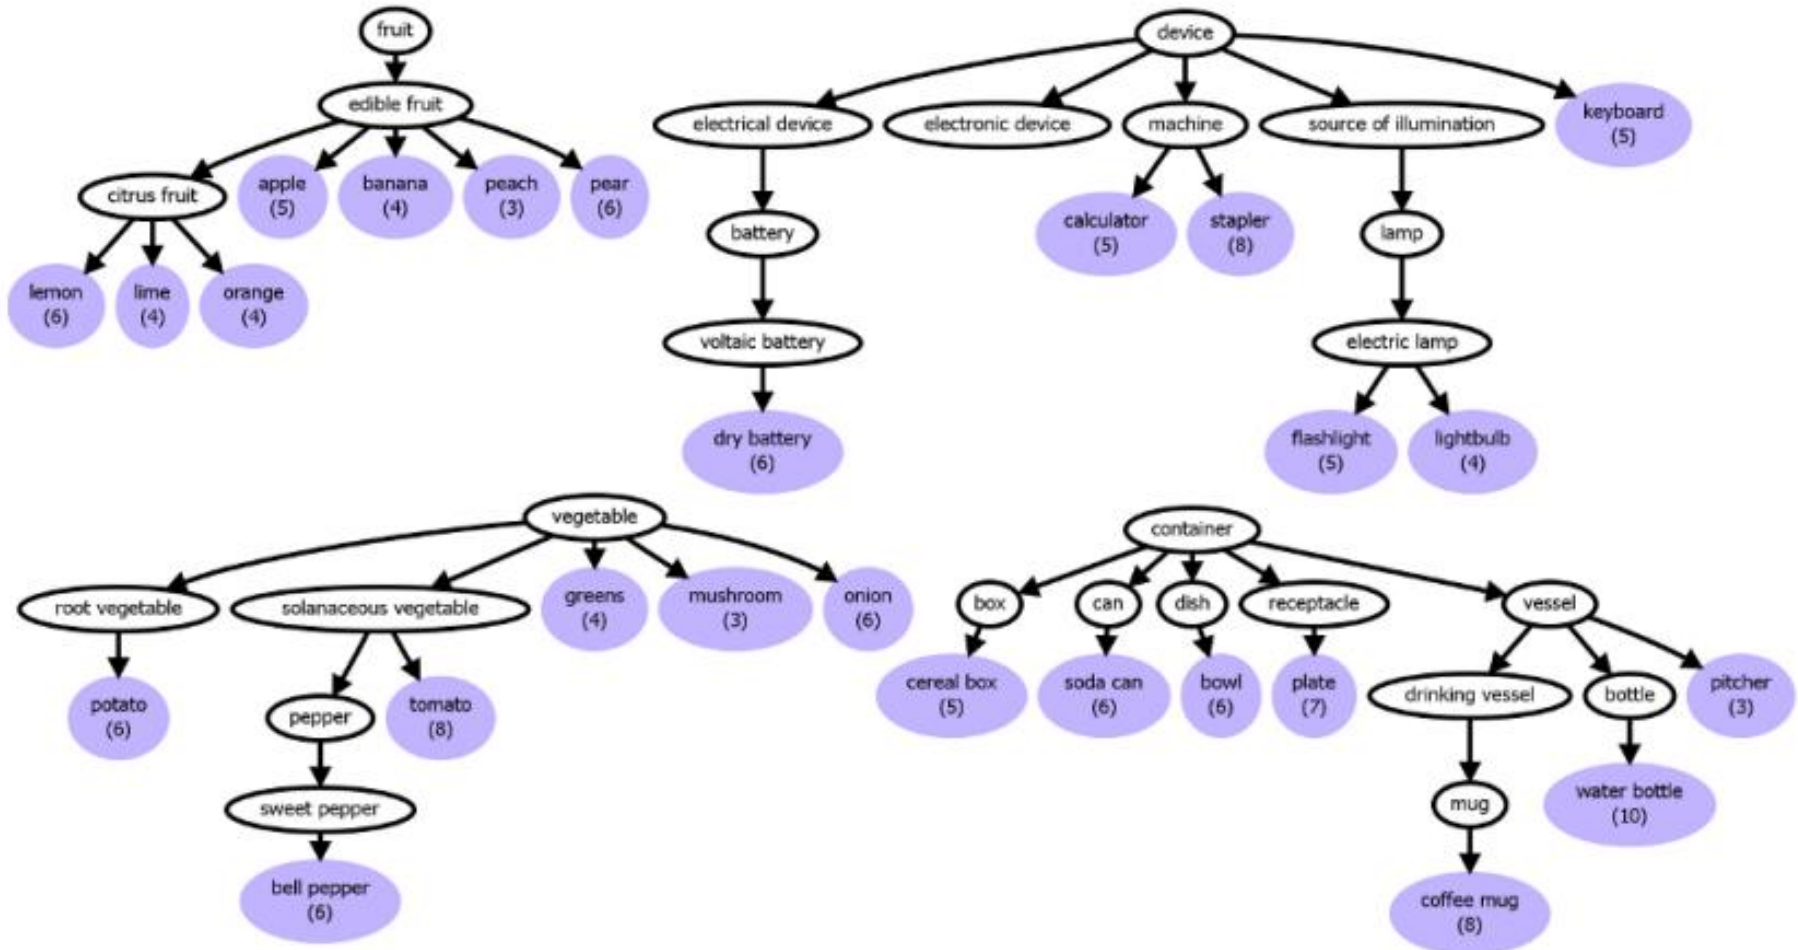 fruit
edible fruit
citrus fruit
apple
(5)
banana
(4)
peach
(3)
pear
(6)
lemon
(6)
lime
(4)
orange
(4)
device
electrical device
electronic device
machine
source of illumination
keyboard
(5)
battery
calculator
(5)
stapler
(8)
lamp
voltaic battery
electric lamp
dry battery
(6)
flashlight
(5)
lightbulb
(4)
vegetable
root vegetable
solanaceous vegetable
greens
(4)
mushroom
(3)
onion
(6)
potato
(6)
pepper
tomato
(8)
sweet pepper
bell pepper
(6)
container
box
can
dish
receptacle
vessel
cereal box
(5)
soda can
(6)
bowl
(6)
plate
(7)
drinking vessel
bottle
pitcher
(3)
mug
water bottle
(10)
coffee mug
(8)